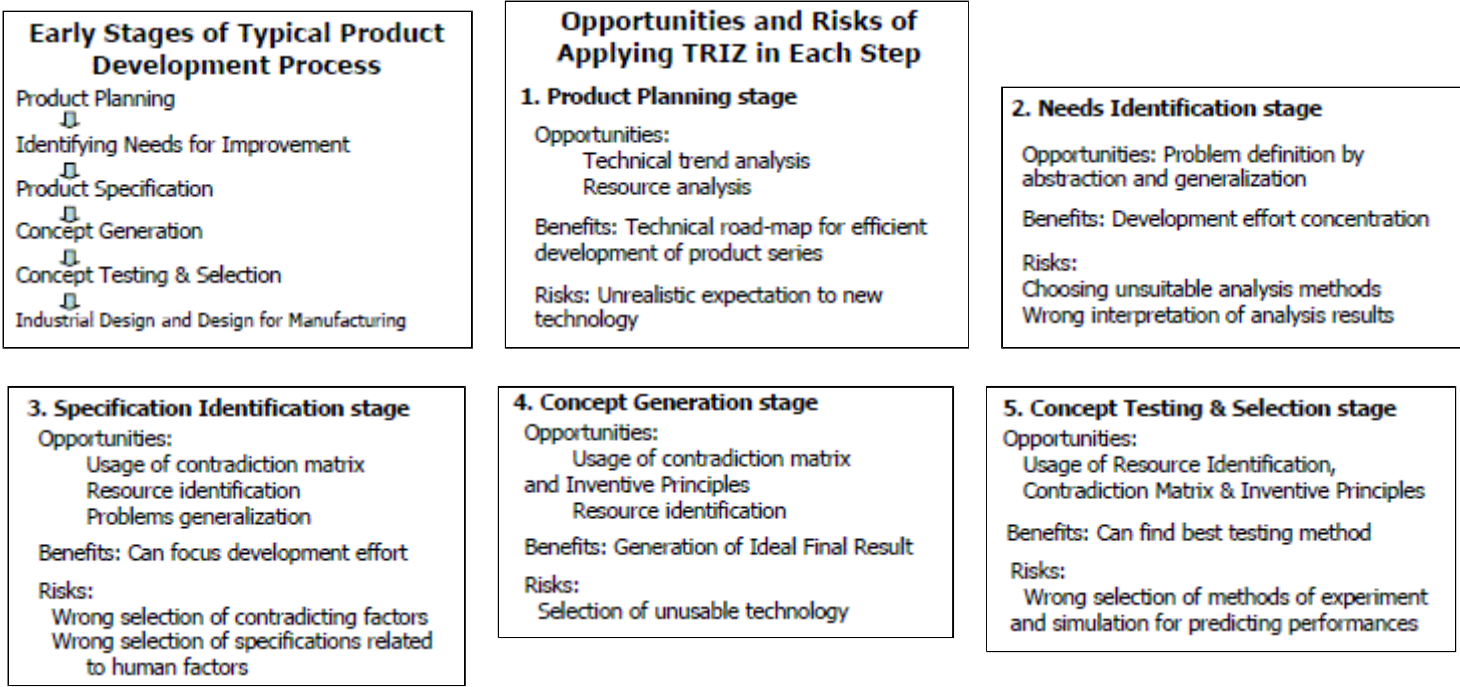 Early Stages of Typical Product
Development Process
Product Planning
Identifying Needs for Improvement
Product Specification
Concept Generation
Concept Testing & Selection
Industrial Design and Design for Manufacturing
Opportunities and Risks of
Applying TRIZ in Each Step
1. Product Planning stage
Opportunities:
Technical trend analysis
Resource analysis
Benefits: Technical road-map for efficient
development of product series
Risks: Unrealistic expectation to new
technology
2. Needs Identification stage
Opportunities: Problem definition by
abstraction and generalization
Benefits: Development effort concentration
Risks:
Choosing unsuitable analysis methods
Wrong interpretation of analysis results
3. Specification Identification stage
Opportunities:
Usage of contradiction matrix
Resource identification
Problems generalization
Benefits: Can focus development effort
Risks:
Wrong selection of contradicting factors
Wrong selection of specifications related
to human factors
4. Concept Generation stage
Opportunities:
Usage of contradiction matrix
and Inventive Principles
Resource identification
Benefits: Generation of Ideal Final Result
Risks:
Selection of unusable technology
5. Concept Testing & Selection stage
Opportunities:
Usage of Resource Identification,
Contradiction Matrix & Inventive Principles
Benefits: Can find best testing method
Risks:
Wrong selection of methods of experiment
and simulation for predicting performances